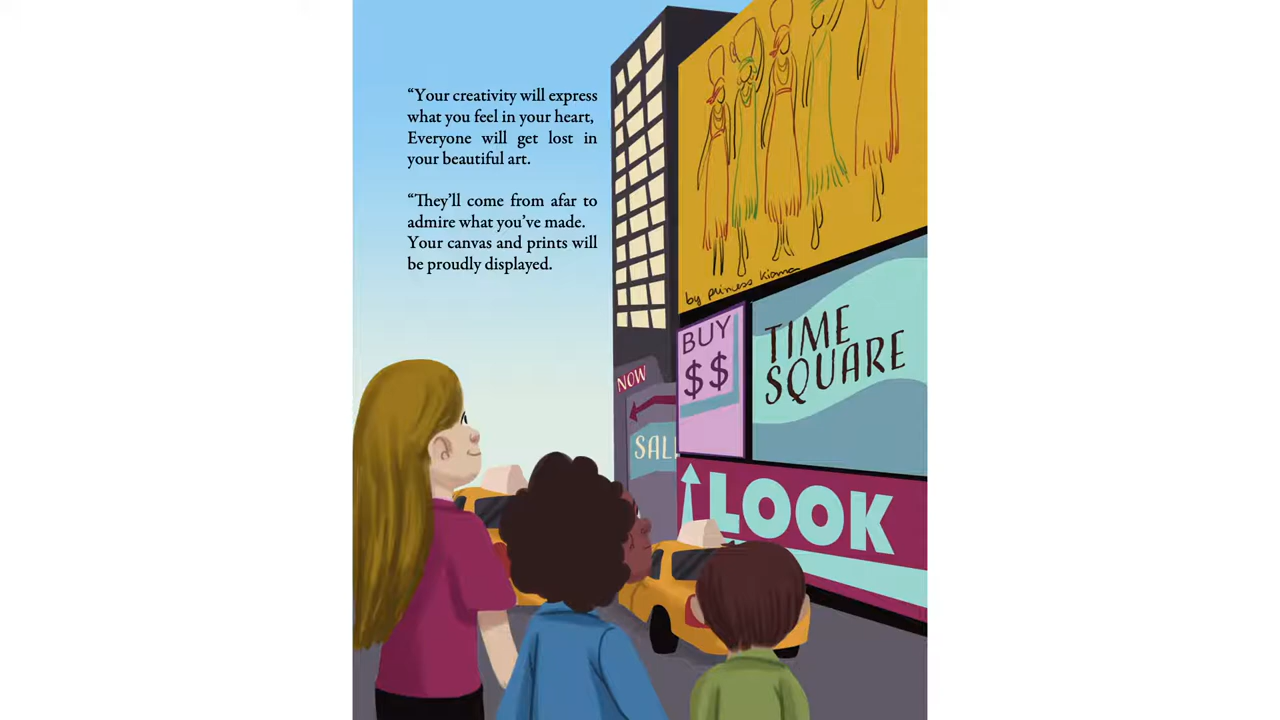 “Your creativity will express
what you feel in your heart,
Everyone will get lost in
your beautiful art.
“They’ll come from afar to
admire what you’ve made.
Your canvas and prints will
be proudly displayed.
by princess kiama
BUY
$$
TIME
SQUARE
NOW
SAL
LOOK